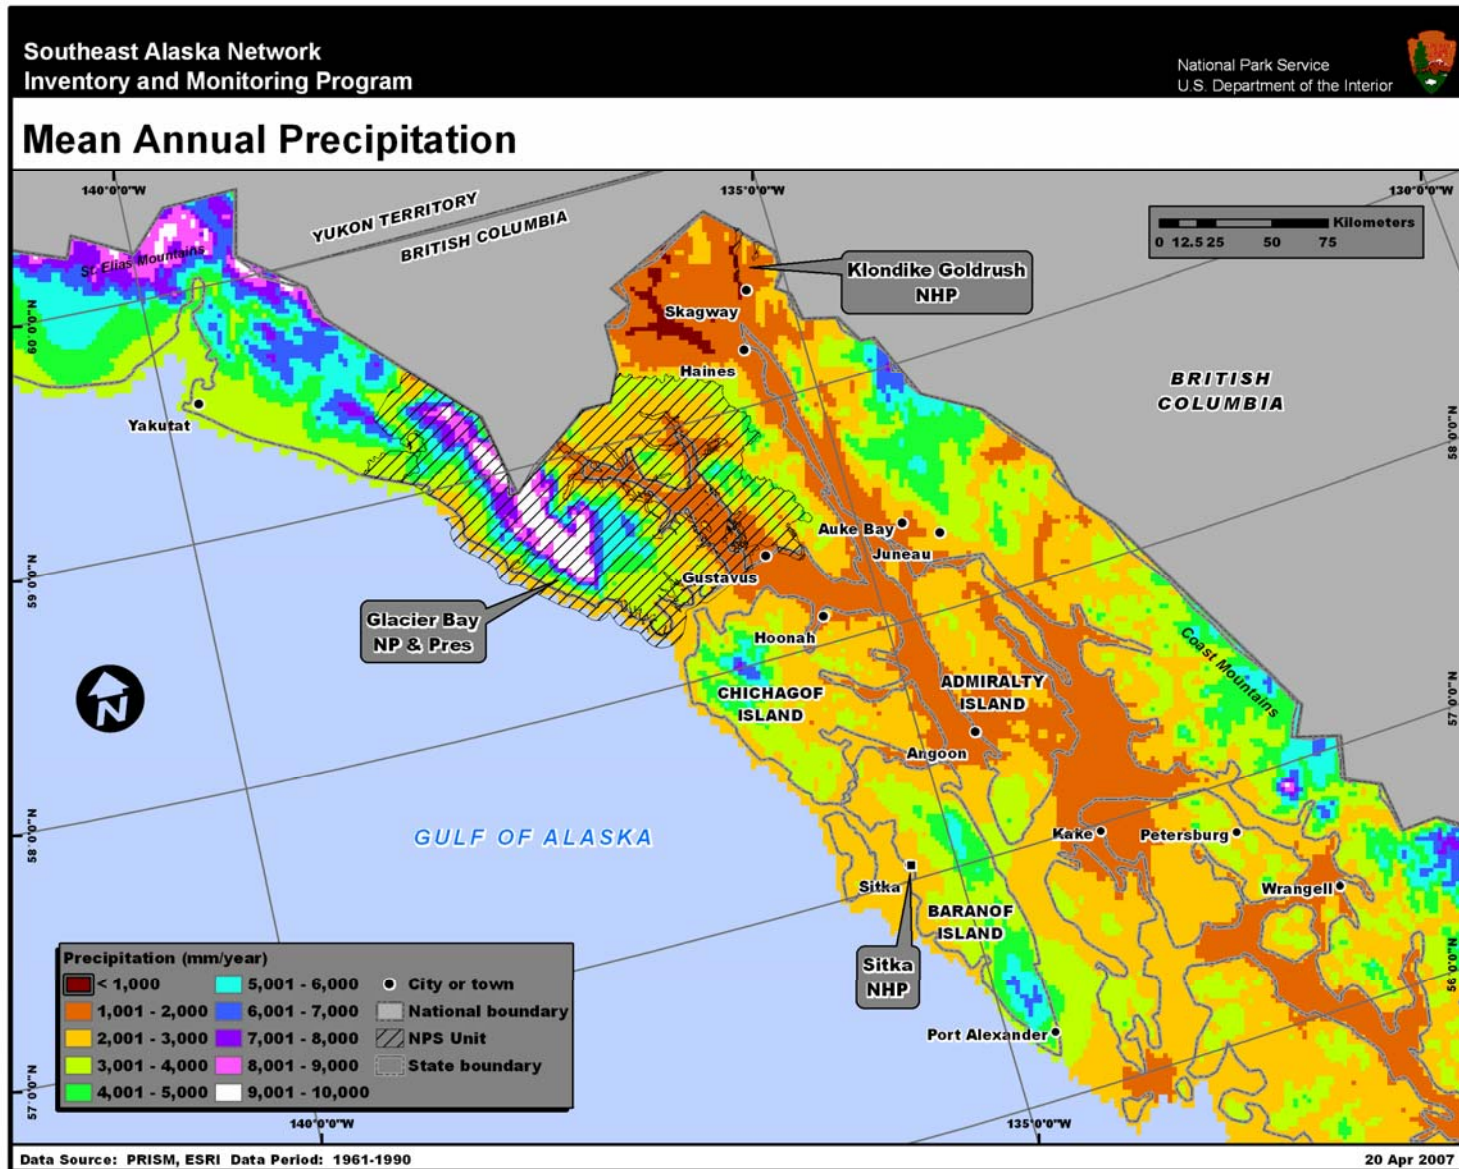 Southeast Alaska Network
Inventory and Monitoring Program
National Park Service
U.S. Department of the Interior
Mean Annual Precipitation
140°0'0"W
135°0'0"W
130°0'0"W
YUKON TERRITORY
BRITISH COLUMBIA
Kilometers
0 12.5 25 50 75
St. Elias Mountains
Klondike Goldrush
NHP
Skagway
60°0'0"N
Haines
BRITISH
COLUMBIA
Yakutat
58°0'0"N
Auke Bay
Juneau
Gustavus
59°0'0"N
Glacier Bay
NP & Pres
Hoonah
Coast Mountains
N
CHICHAGOF
ISLAND
ADMIRALTY
ISLAND
57°0'0"N
Angoon
GULF OF ALASKA
58°0'0"N
Kake
Petersburg
Sitka
Wrangell
BARANOF
ISLAND
Sitka
NHP
56°0'0"N
Port Alexander
Precipitation (mm/year)
< 1,000
1,001 - 2,000
2,001 - 3,000
3,001 - 4,000
4,001 - 5,000
5,001 - 6,000
6,001 - 7,000
7,001 - 8,000
8,001 - 9,000
9,001 - 10,000
City or town
National boundary
NPS Unit
State boundary
57°0'0"N
140°0'0"W
135°0'0"W
Data Source: PRISM, ESRI Data Period: 1961-1990
20 Apr 2007